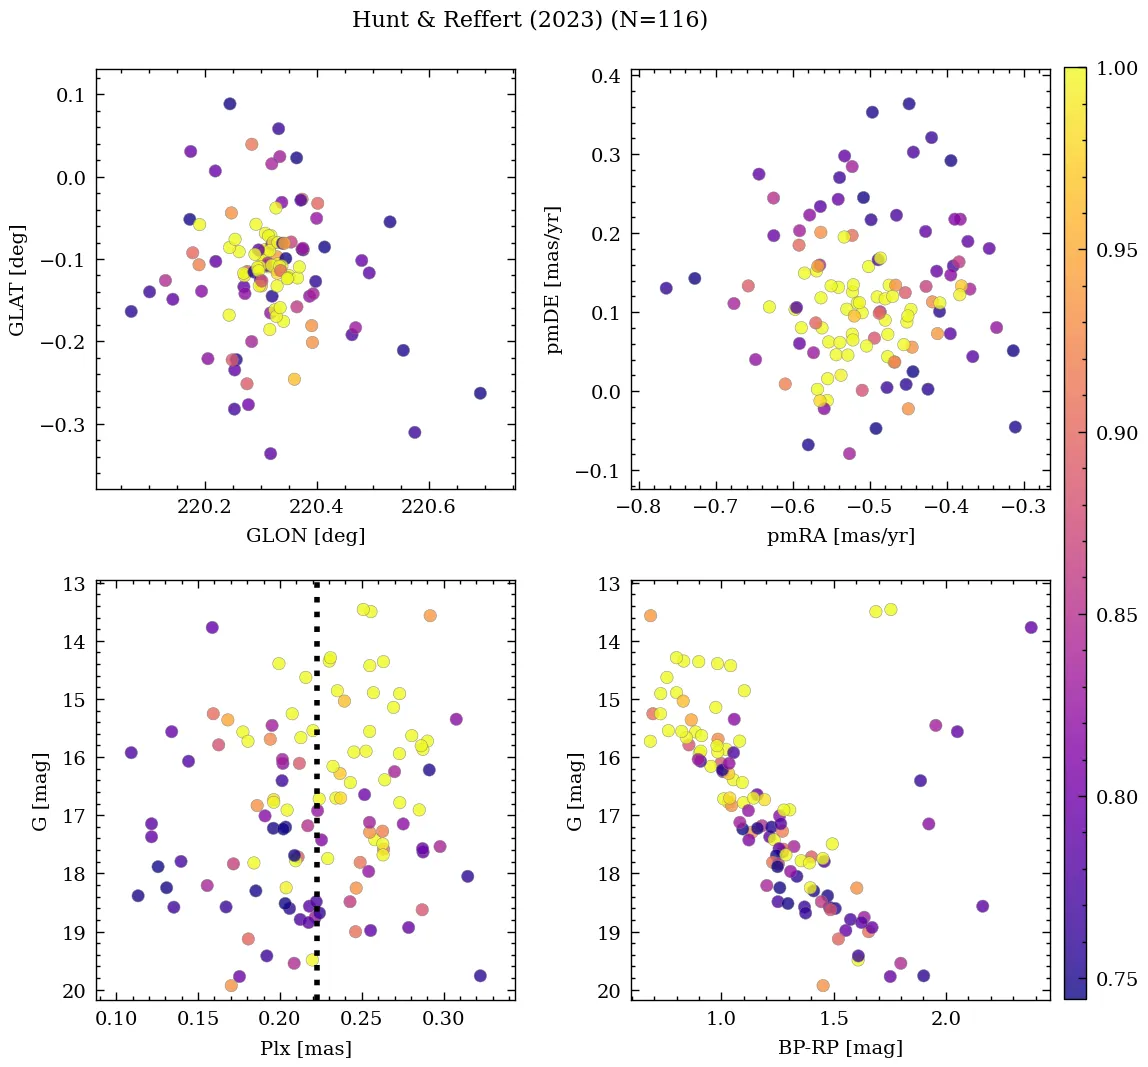 Hunt & Reffert (2023) (N=116)
0.1
0.0
−0.1
−0.2
−0.3
GLAT [deg]
220.2 220.4 220.6
GLON [deg]
0.4
0.3
0.2
0.1
0.0
−0.1
pmDE [mas/yr]
−0.8 −0.7 −0.6 −0.5 −0.4 −0.3
pmRA [mas/yr]
13
14
15
16
17
18
19
20
G [mag]
0.10 0.15 0.20 0.25 0.30
Plx [mas]
13
14
15
16
17
18
19
20
G [mag]
1.0 1.5 2.0
BP-RP [mag]
1.00
0.95
0.90
0.85
0.80
0.75